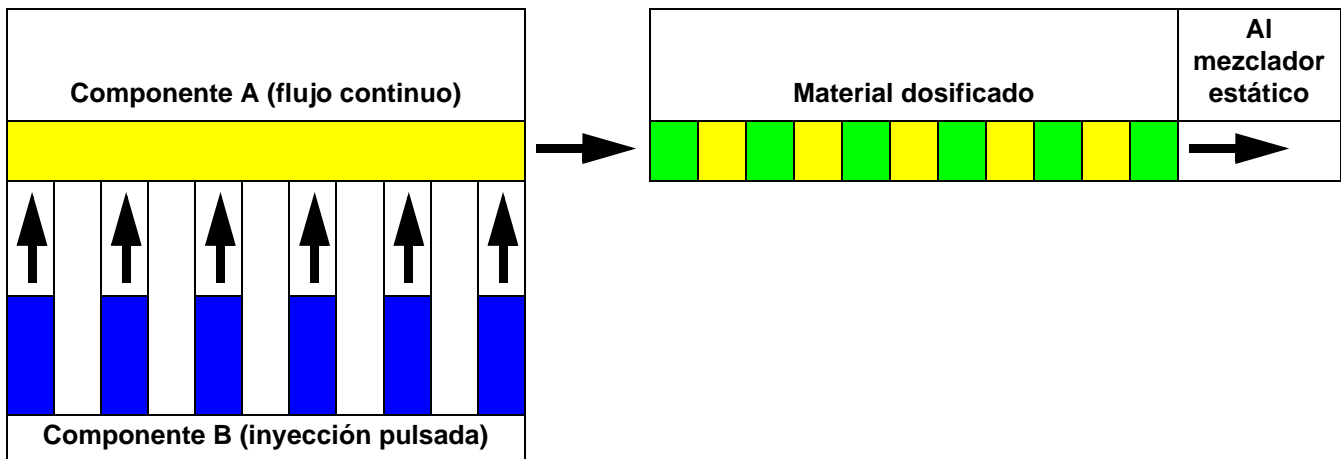 Componente A (flujo continuo)
Componente B (inyección pulsada)
Material dosificado
Al
mezclador
estático